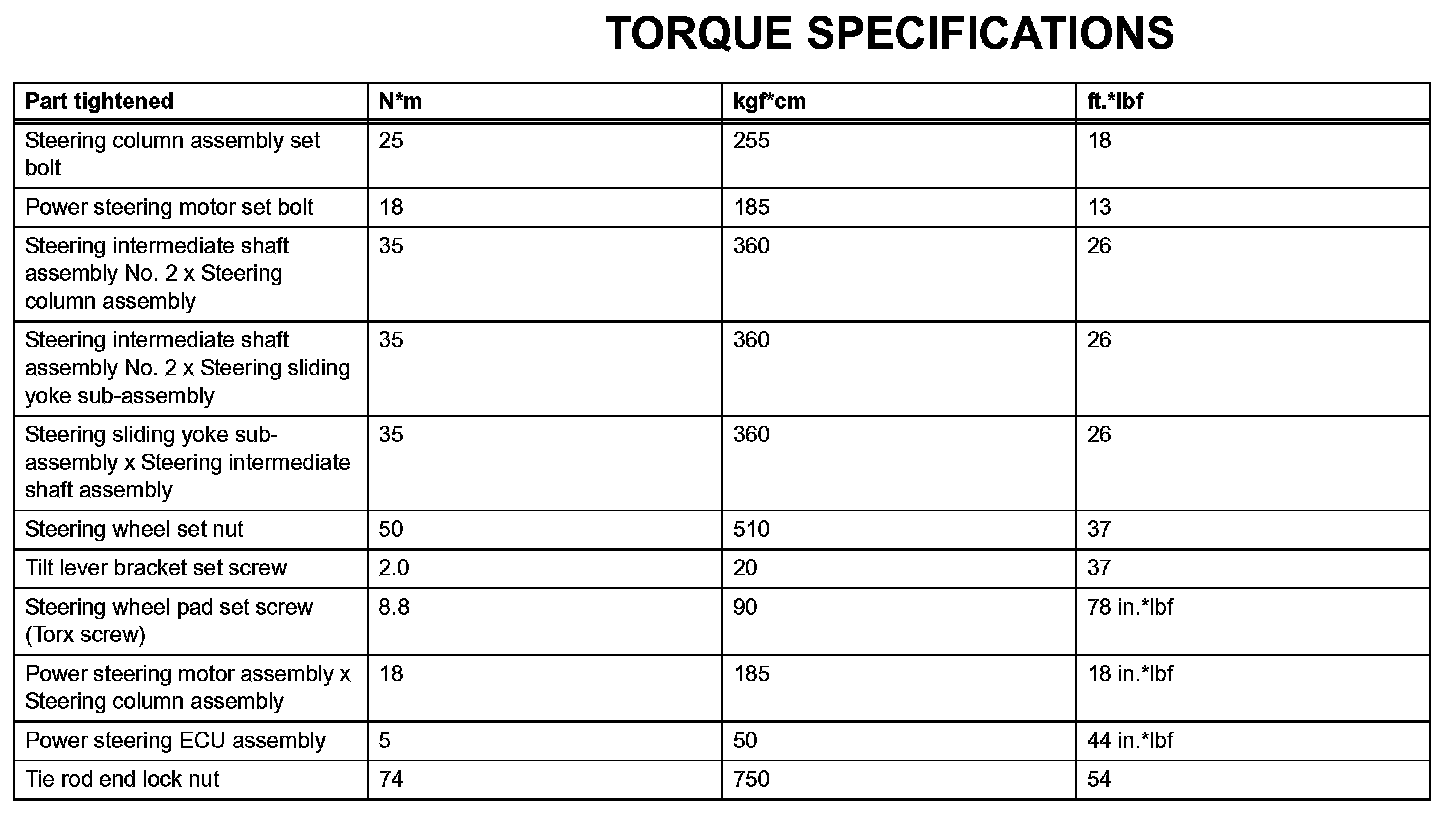 TORQUE SPECIFICATIONS
Part tightened N*m kgf*cm ft.*lbf
Steering column assembly set 25 255 18
bolt
Power steering motor set bolt 18 185 13
Steering intermediate shaft 35 360 26
assembly No. 2 x Steering
column assembly
Steering intermediate shaft 35 360 26
assembly No. 2 x Steering sliding
yoke sub-assembly
Steering sliding yoke sub- 35 360 26
assembly x Steering intermediate
shaft assembly
Steering wheel set nut 50 510 37
Tilt lever bracket set screw 2.0 20 37
Steering wheel pad set screw 8.8 90 78 in.*lbf
(Torx screw)
Power steering motor assembly x 18 185 18 in.*lbf
Steering column assembly
Power steering ECU assembly 5 50 44 in.*lbf
Tie rod end lock nut 74 750 54